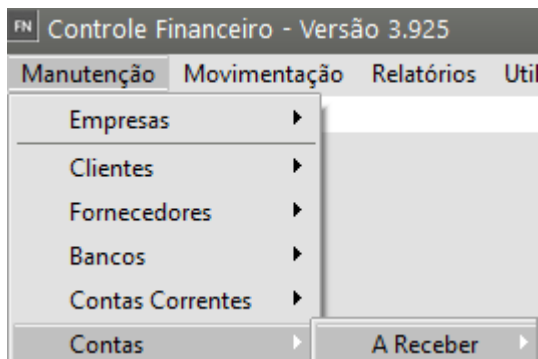 FN Controle Financeiro - Versão 3.925
Manutenção Movimentação Relatórios
Empresas
Clientes
Fornecedores
Bancos
Contas Correntes
Contas A Receber